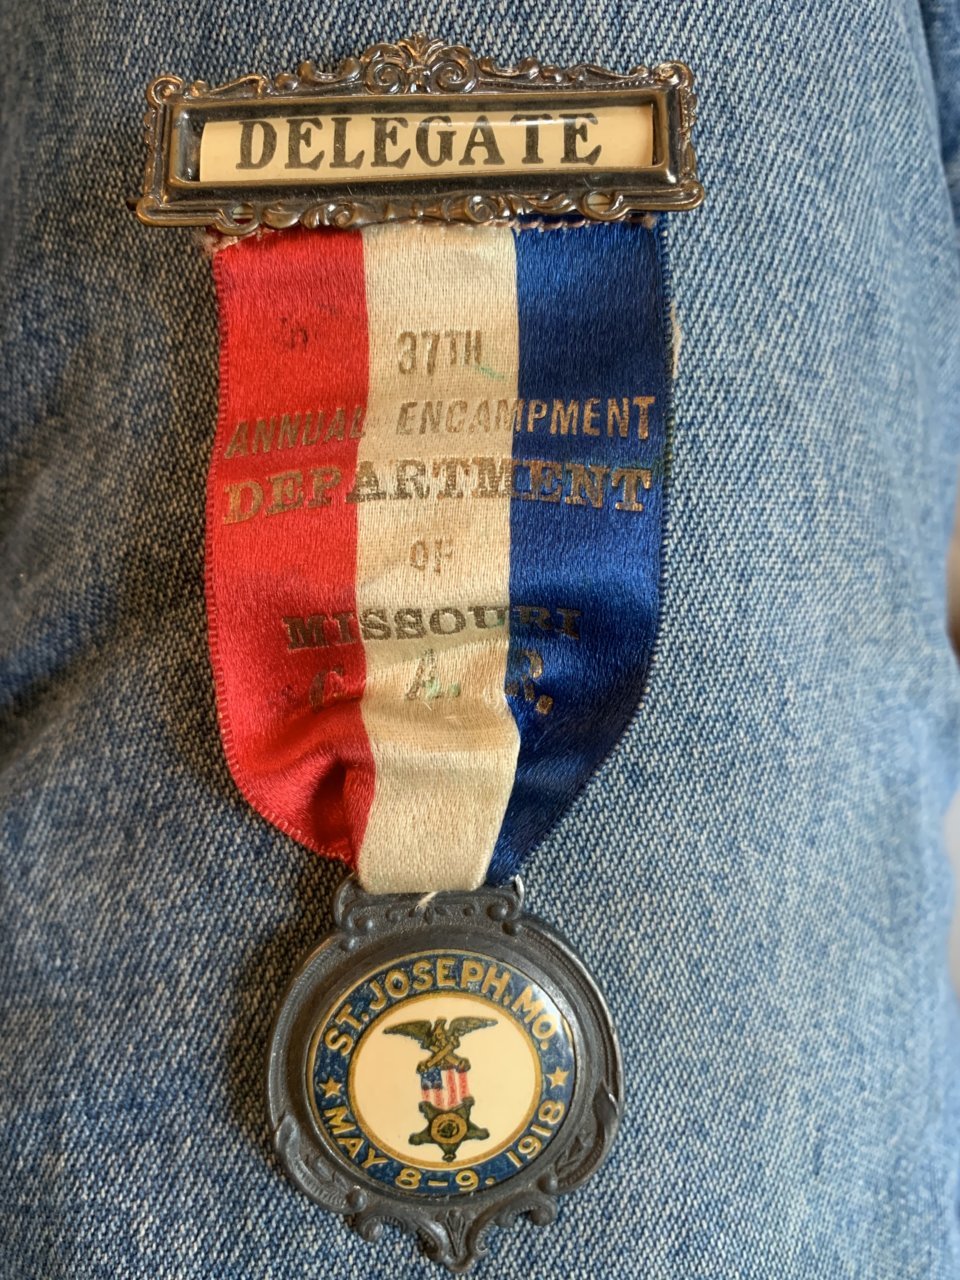 DELEGATE
37TH
ANNUAL ENCAMPMENT
DEPARTMENT
OF
MISSOURI
G. A. R.
ST. JOSEPH, MO.
MAY 8-9. 1918